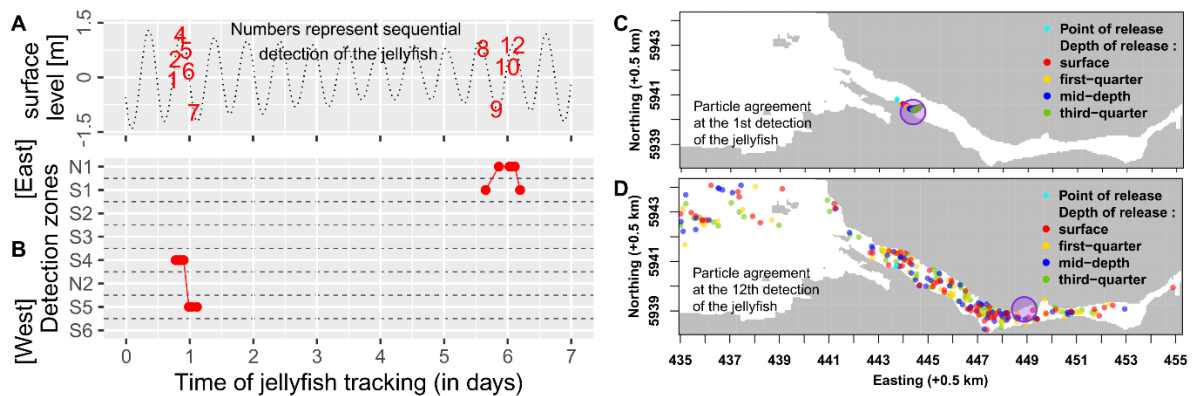 A
surface
level [m]
1.5
0
-1.5
Numbers represent sequential
detection of the jellyfish
1
2
4
5
6
7
8
9
10
12
B
[West] Detection zones [East]
N1
S1
S2
S3
S4
N2
S5
S6
0 1 2 3 4 5 6 7
Time of jellyfish tracking (in days)
C
Northing (+0.5 km)
5943
5941
5939
Particle agreement
at the 1st detection
of the jellyfish
Point of release
Depth of release :
surface
first−quarter
mid−depth
third−quarter
D
Northing (+0.5 km)
5943
5941
5939
Particle agreement
at the 12th detection
of the jellyfish
Point of release
Depth of release :
surface
first−quarter
mid−depth
third−quarter
435 437 439 441 443 445 447 449 451 453 455
Easting (+0.5 km)